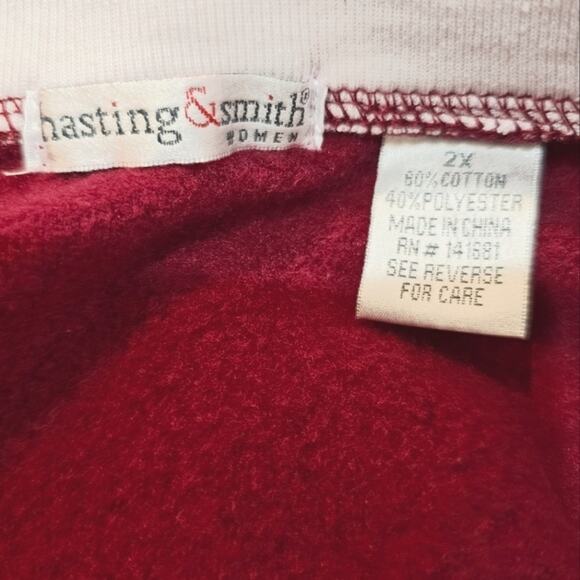 hasting & smith®
WOMEN
2X
60% COTTON
40% POLYESTER
MADE IN CHINA
RN # 141681
SEE REVERSE
FOR CARE